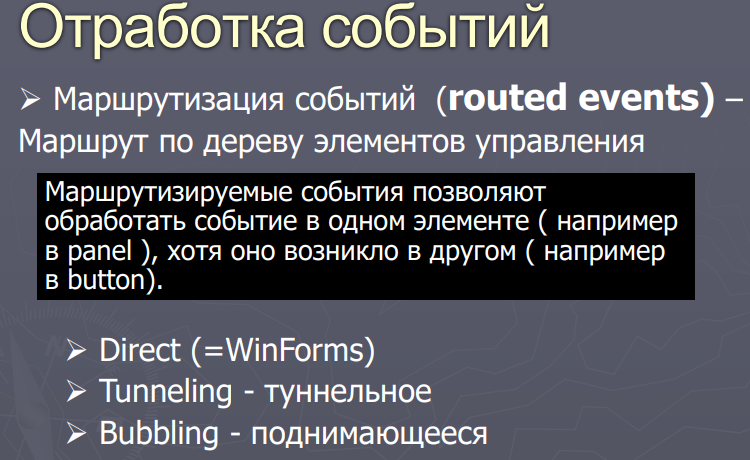 Отработка событий
➢ Маршрутизация событий (routed events) –
Маршрут по дереву элементов управления
Маршрутизируемые события позволяют
обработать событие в одном элементе ( например
в panel ), хотя оно возникло в другом ( например
в button).
➢ Direct (=WinForms)
➢ Tunneling - туннельное
➢ Bubbling - поднимающееся